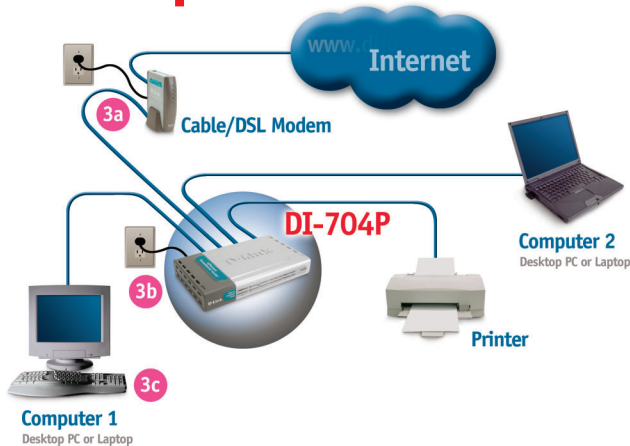 www.d
Internet
3a
Cable/DSL Modem
DI-704P
D-Link
Computer 2
Desktop PC or Laptop
3b
Printer
3c
Computer 1
Desktop PC or Laptop